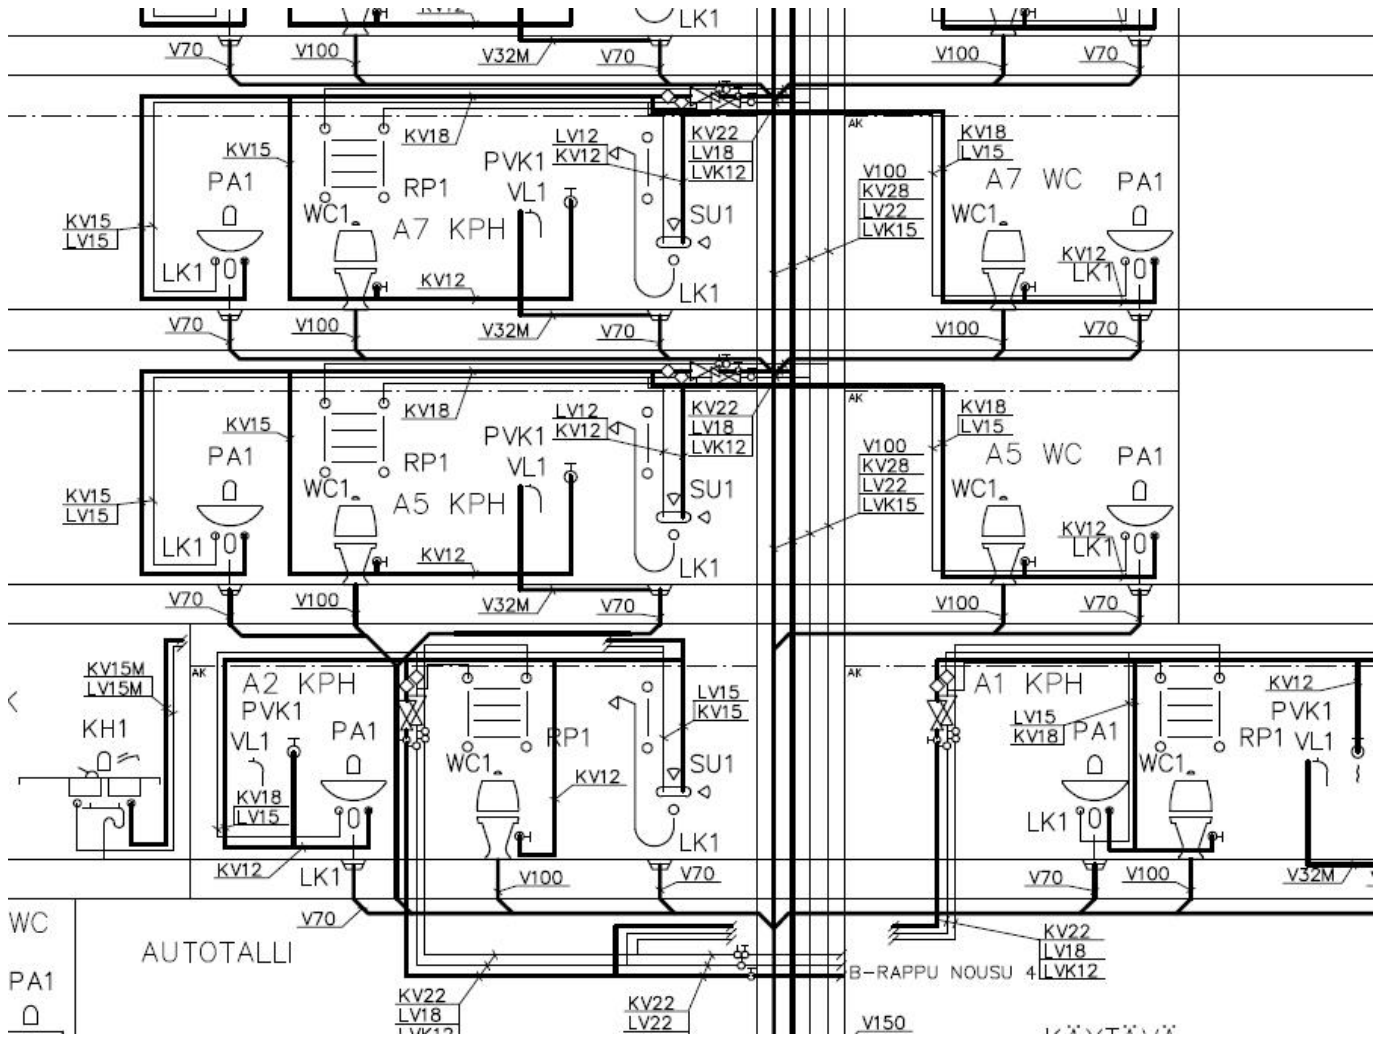 KV12
LK1
V70
V100
V32M
V70
V100
V70
KV15
KV18
LV12
KV12
KV22
LV18
LVK12
AK
KV18
LV15
PVK1
VL1
PA1
RP1
V100
KV28
LV22
LVK15
A7 WC
PA1
KV15
LV15
WC1
A7 KPH
SU1
WC1
LK1
KV12
LK1
KV12
LK1
V70
V100
V32M
V70
V100
V70
KV15
KV18
LV12
KV12
KV22
LV18
LVK12
AK
KV18
LV15
PVK1
VL1
PA1
RP1
V100
KV28
LV22
LVK15
A5 WC
PA1
KV15
LV15
WC1
A5 KPH
SU1
WC1
LK1
KV12
LK1
KV12
LK1
V70
V100
V32M
V70
V100
V70
KV15M
LV15M
AK
A2 KPH
PVK1
VL1
PA1
LV15
KV15
AK
A1 KPH
KV12
PVK1
KH1
RP1
LV15
KV18
PA1
RP1
VL1
WC1
SU1
WC1
KV18
LV15
KV12
LK1
LK1
KV12
LK1
V100
V70
V70
V100
V32M
V70
WC
AUTOTALLI
KV22
LV18
LVK12
B-RAPPU NOUSU 4
PA1
KV22
LV18
LVK12
KV22
LV22
V150
KÄYTÄVÄ